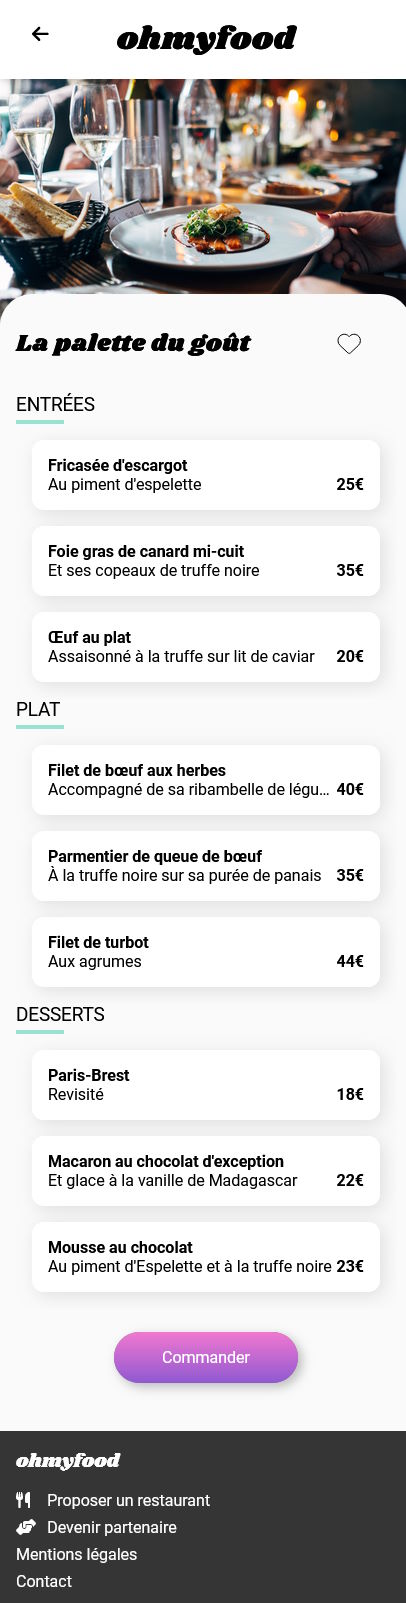 ohmyfood
La palette du goût
ENTRÉES
Fricasée d'escargot
Au piment d'espelette 25€
Foie gras de canard mi-cuit
Et ses copeaux de truffe noire 35€
Œuf au plat
Assaisonné à la truffe sur lit de caviar 20€
PLAT
Filet de bœuf aux herbes
Accompagné de sa ribambelle de légu... 40€
Parmentier de queue de bœuf
À la truffe noire sur sa purée de panais 35€
Filet de turbot
Aux agrumes 44€
DESSERTS
Paris-Brest
Revisité 18€
Macaron au chocolat d'exception
Et glace à la vanille de Madagascar 22€
Mousse au chocolat
Au piment d'Espelette et à la truffe noire 23€
Commander
ohmyfood
Proposer un restaurant
Devenir partenaire
Mentions légales
Contact